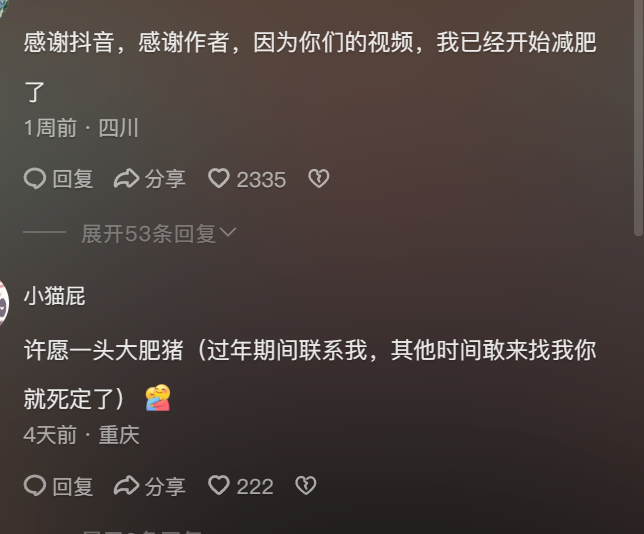 感谢抖音，感谢作者，因为你们的视频，我已经开始减肥
了
1周前 · 四川
回复 分享 2335
展开53条回复
小猫屁
许愿一头大肥猪（过年期间联系我，其他时间敢来找我你
就死定了）
4天前 · 重庆
回复 分享 222